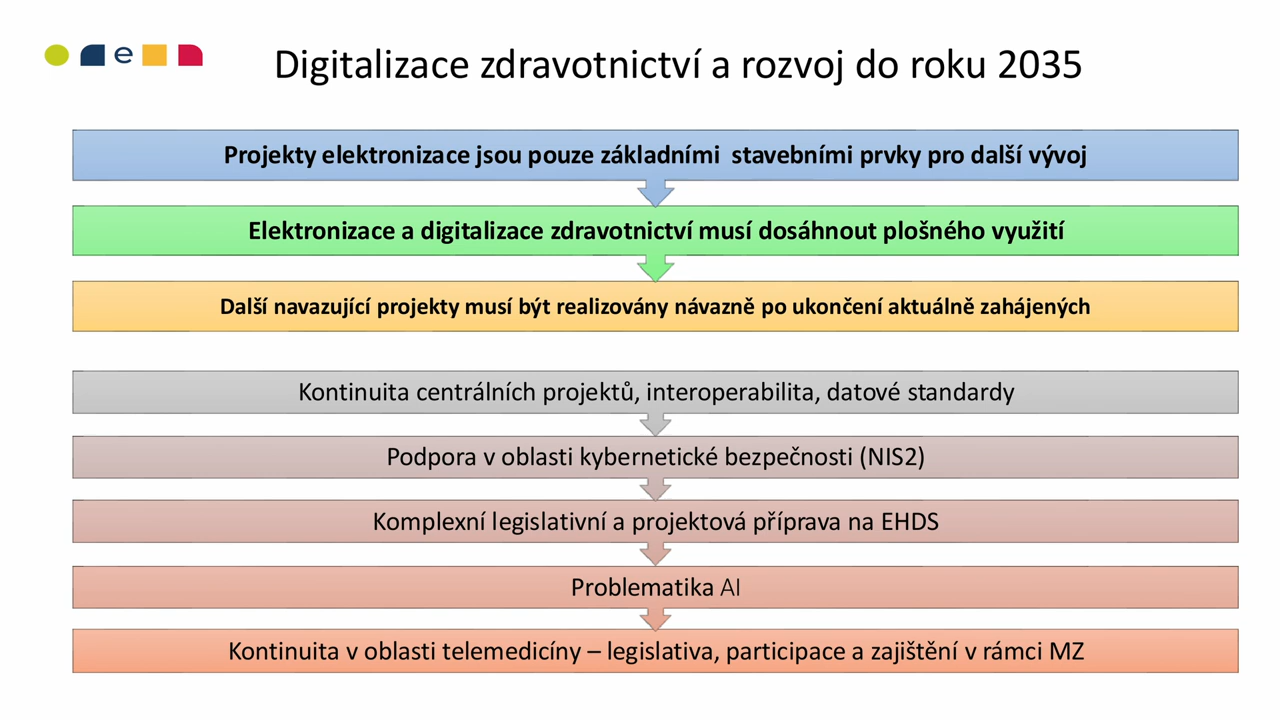 e
Digitalizace zdravotnictví a rozvoj do roku 2035
Projekty elektronizace jsou pouze základními stavebními prvky pro další vývoj
Elektronizace a digitalizace zdravotnictví musí dosáhnout plošného využití
Další navazující projekty musí být realizovány návazně po ukončení aktuálně zahájených
Kontinuita centrálních projektů, interoperabilita, datové standardy
Podpora v oblasti kybernetické bezpečnosti (NIS2)
Komplexní legislativní a projektová příprava na EHDS
Problematika AI
Kontinuita v oblasti telemedicíny – legislativa, participace a zajištění v rámci MZ